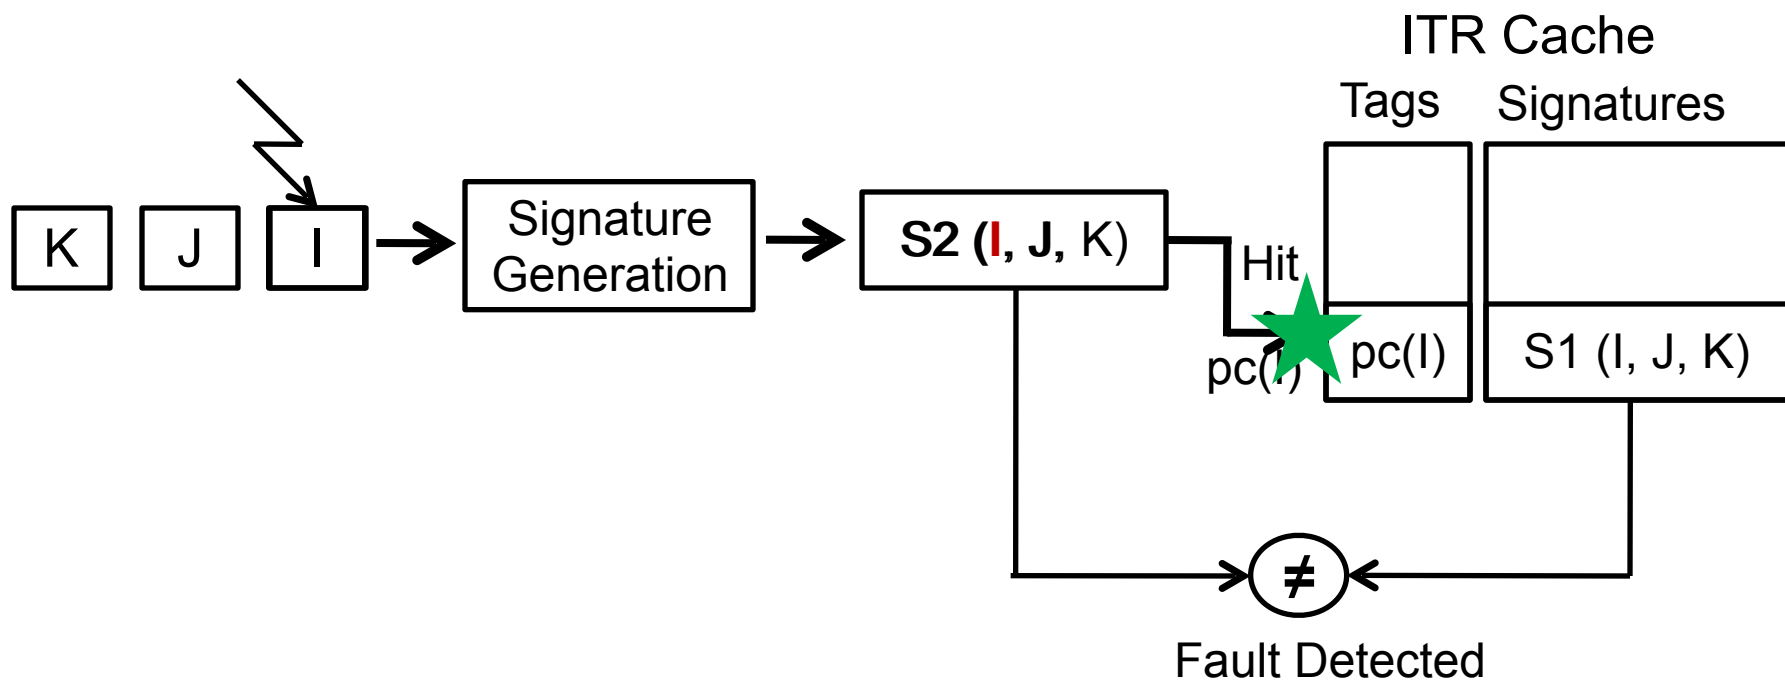 ITR Cache
Tags
Signatures
K
J
I
Signature
Generation
S2 (I, J, K)
Hit
pc(I)
pc(I)
S1 (I, J, K)
≠
Fault Detected